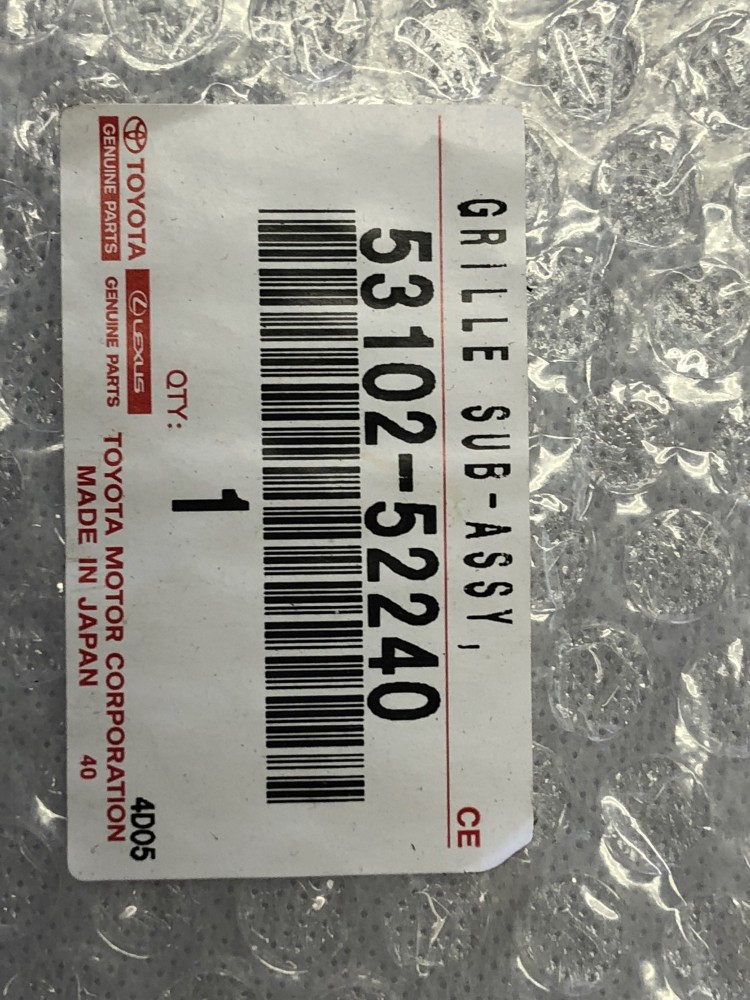 GRILLE SUB-ASSY,
CE
53102-52240
QTY:
1
TOYOTA
GENUINE PARTS
LEXUS
GENUINE PARTS
TOYOTA MOTOR CORPORATION
MADE IN JAPAN
40
4D05